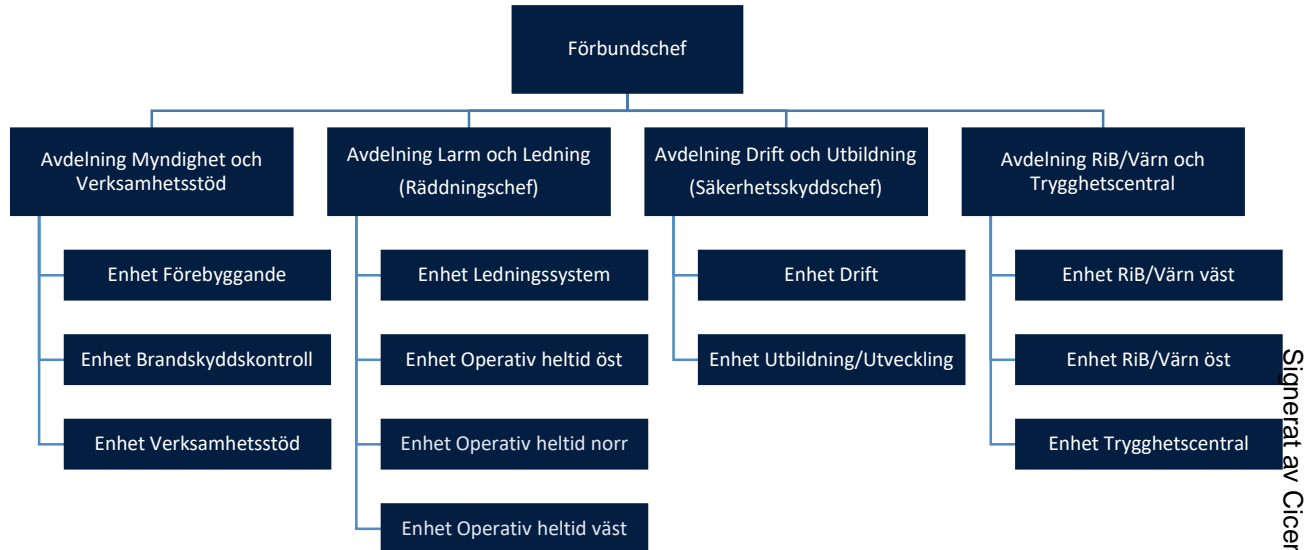 Förbundschef
Avdelning Myndighet och
Verksamhetsstöd
Enhet Förebyggande
Enhet Brandskyddskontroll
Enhet Verksamhetsstöd
Avdelning Larm och Ledning
(Räddningschef)
Enhet Ledningssystem
Enhet Operativ heltid öst
Enhet Operativ heltid norr
Enhet Operativ heltid väst
Avdelning Drift och Utbildning
(Säkerhetsskyddschef)
Enhet Drift
Enhet Utbildning/Utveckling
Avdelning RiB/Värn och
Trygghetscentral
Enhet RiB/Värn väst
Enhet RiB/Värn öst
Enhet Trygghetscentral
Signerat av Cicer